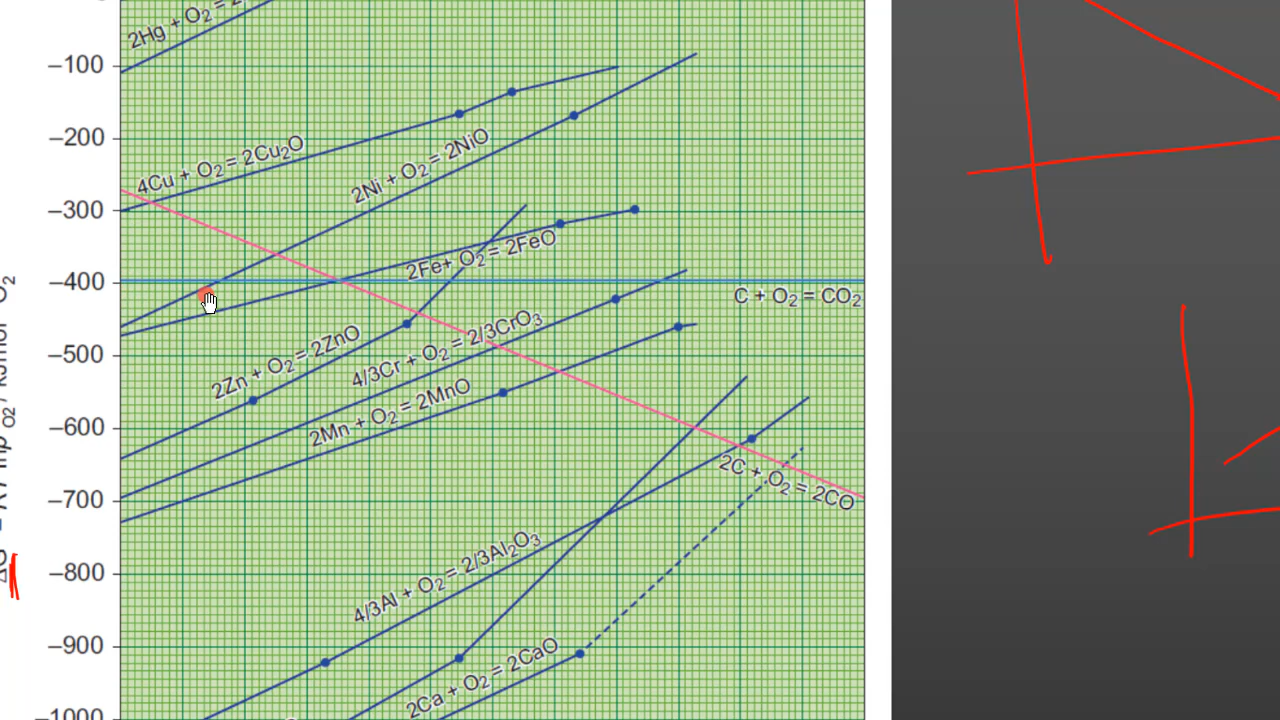 2Hg + O2 = 2
−100
−200
4Cu + O2 = 2Cu2O
2Ni + O2 = 2NiO
−300
2Fe+ O2 = 2FeO
−400
C + O2 = CO2
2Zn + O2 = 2ZnO
4/3Cr + O2 = 2/3CrO3
−500
2Mn + O2 = 2MnO
−600
2C + O2 = 2CO
−700
4/3Al + O2 = 2/3Al2O3
−800
−900
2Ca + O2 = 2CaO
−1000